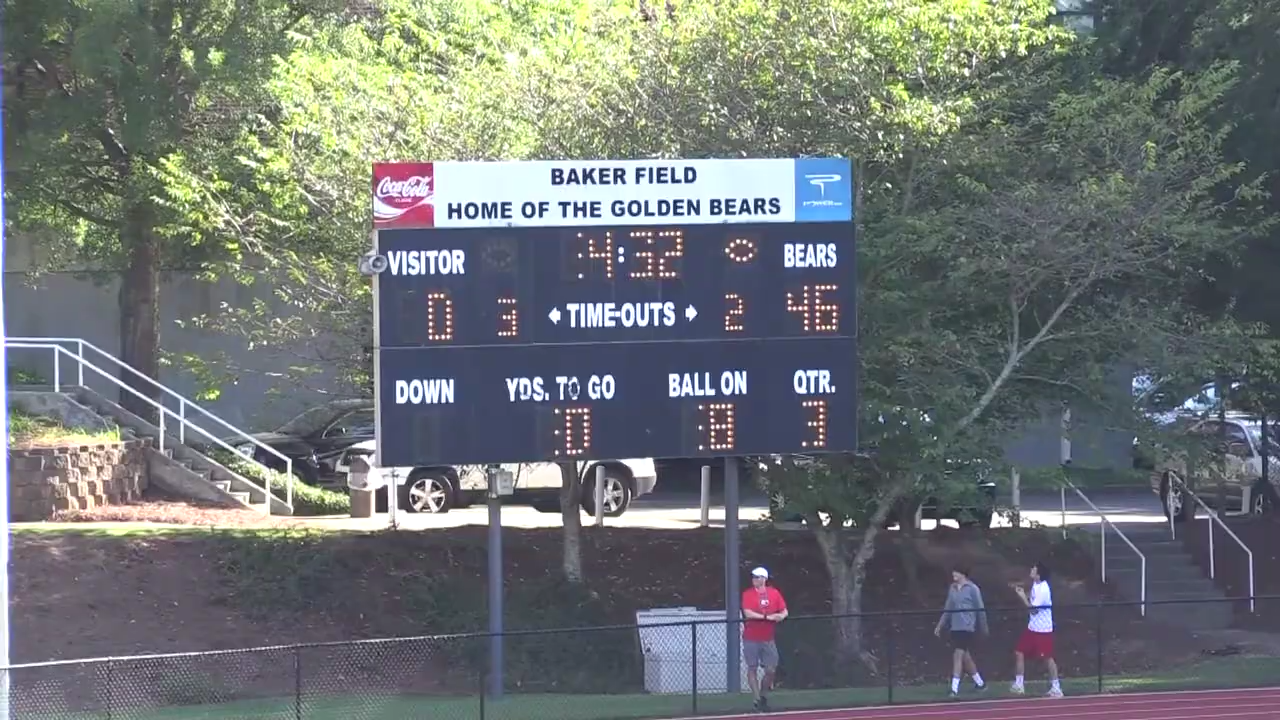 Coca-Cola
CLASSIC
BAKER FIELD
HOME OF THE GOLDEN BEARS
VISITOR
4:32
BEARS
0
3
TIME-OUTS
2
46
DOWN
YDS. TO GO
BALL ON
QTR.
0
8
3